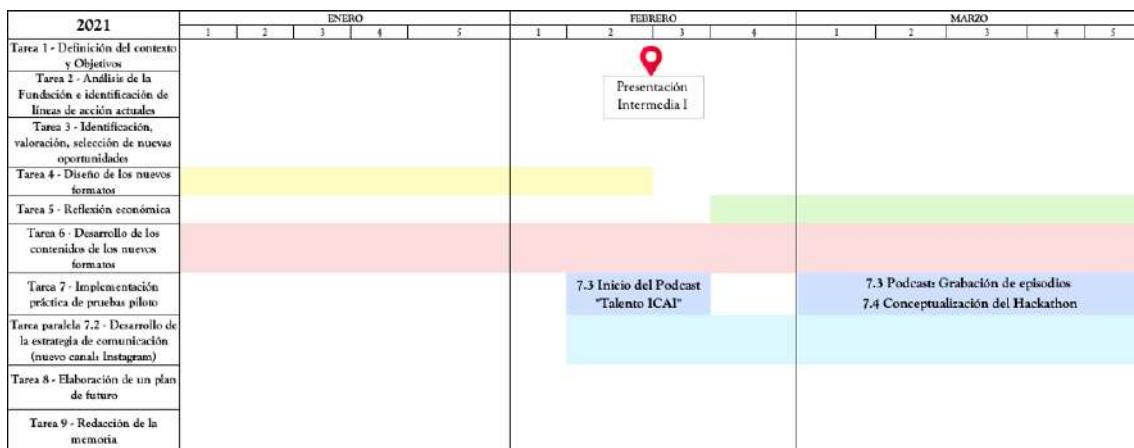 2021
ENERO
FEBRERO
MARZO
1 2 3 4 5
1 2 3 4
1 2 3 4 5
Tarea 1 - Definición del contexto
y Objetivos
Tarea 2 - Análisis de la
Fundación e identificación de
líneas de acción actuales
Presentación
Intermedia I
Tarea 3 - Identificación,
valoración, selección de nuevas
oportunidades
Tarea 4 - Diseño de los nuevos
formatos
Tarea 5 - Reflexión económica
Tarea 6 - Desarrollo de los
contenidos de los nuevos
formatos
Tarea 7 - Implementación
práctica de pruebas piloto
7.3 Inicio del Podcast
"Talento ICAI"
7.3 Podcast: Grabación de episodios
7.4 Conceptualización del Hackathon
Tarea paralela 7.2 - Desarrollo de
la estrategia de comunicación
(nuevo canal: Instagram)
Tarea 8 - Elaboración de un plan
de futuro
Tarea 9 - Redacción de la
memoria